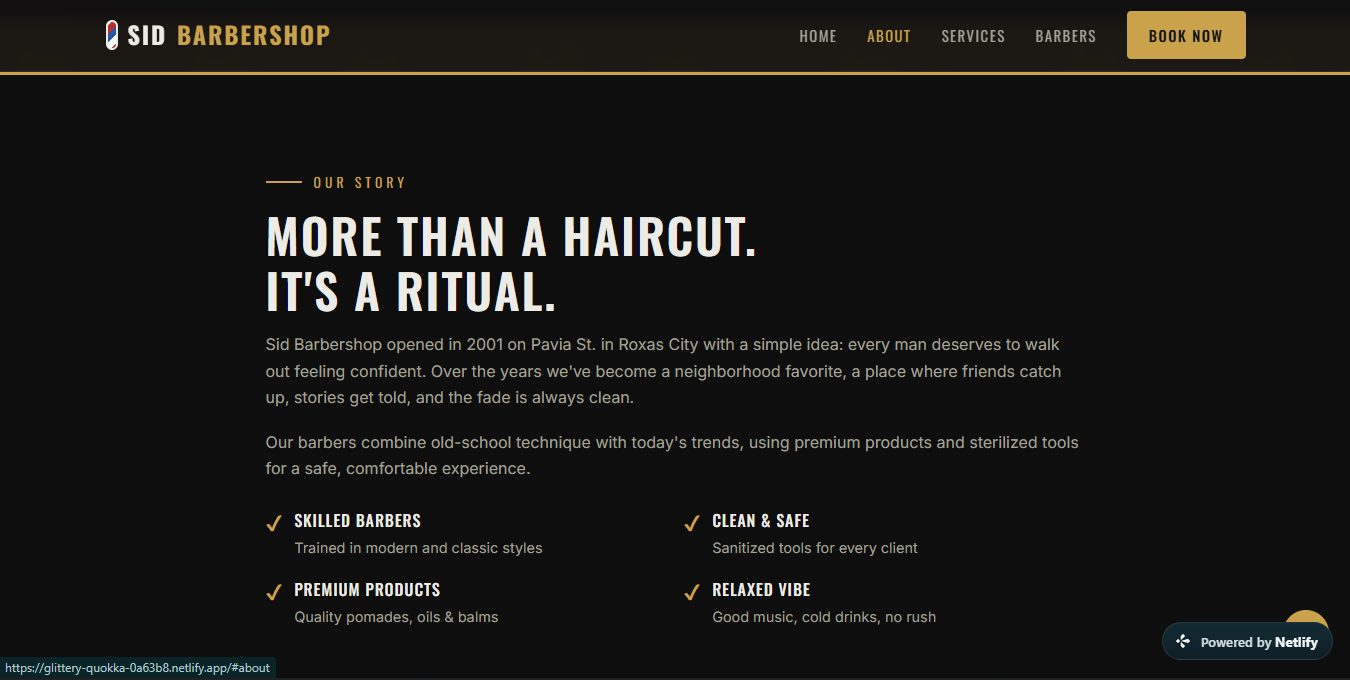 SID BARBERSHOP
HOME
ABOUT
SERVICES
BARBERS
BOOK NOW
OUR STORY
MORE THAN A HAIRCUT.
IT'S A RITUAL.
Sid Barbershop opened in 2001 on Pavia St. in Roxas City with a simple idea: every man deserves to walk
out feeling confident. Over the years we've become a neighborhood favorite, a place where friends catch
up, stories get told, and the fade is always clean.
Our barbers combine old-school technique with today's trends, using premium products and sterilized tools
for a safe, comfortable experience.
✓ SKILLED BARBERS
Trained in modern and classic styles
✓ CLEAN & SAFE
Sanitized tools for every client
✓ PREMIUM PRODUCTS
Quality pomades, oils & balms
✓ RELAXED VIBE
Good music, cold drinks, no rush
Powered by Netlify
https://glittery-quokka-0a63b8.netlify.app/#about